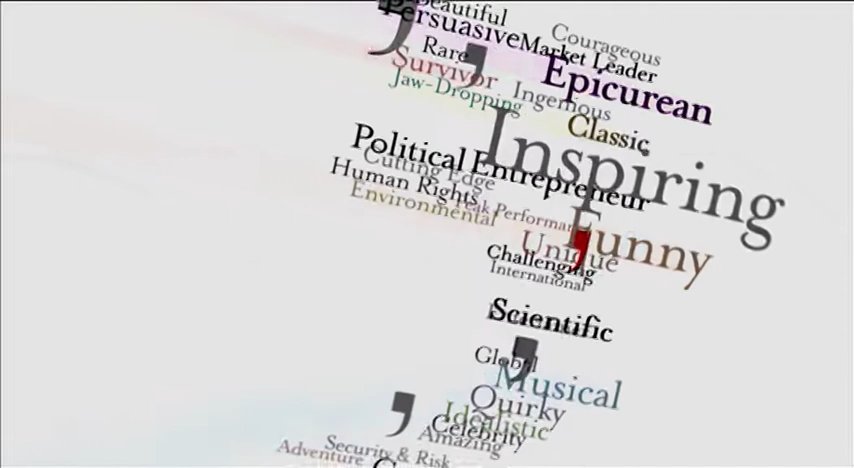 Beautiful
Persuasive
Courageous
Market Leader
Rare
Survivor
Epicurean
Jaw-Dropping
Ingenious
Classic
Inspiring
Political
Entrepreneur
Cutting Edge
Human Rights
Environmental
Funny
Unique
Challenging
International
Scientific
Global
Musical
Quirky
Idealistic
Celebrity
Amazing
Security & Risk
Adventure